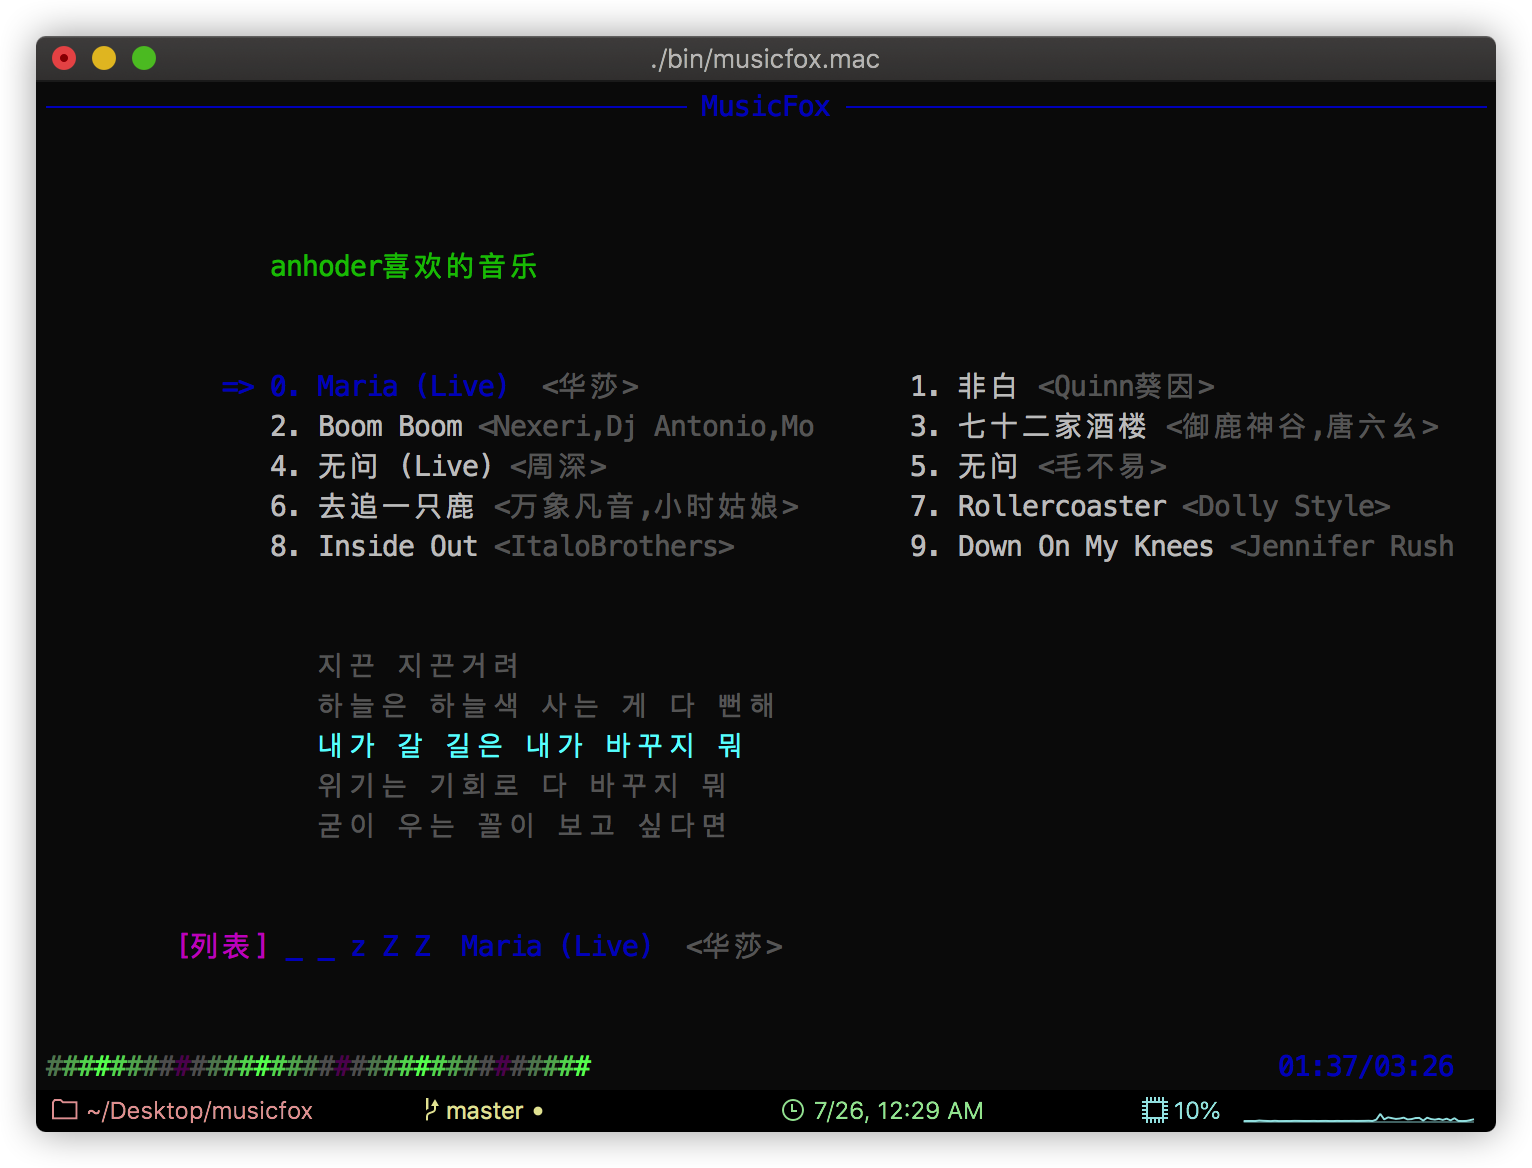 ./bin/musicfox.mac
MusicFox
anhoder喜欢的音乐
=> 0. Maria (Live) <华莎> 1. 非白 <Quinn葵因>
2. Boom Boom <Nexeri,Dj Antonio,Mo 3. 七十二家酒楼 <御鹿神谷,唐六幺>
4. 无问 (Live) <周深> 5. 无问 <毛不易>
6. 去追一只鹿 <万象凡音,小时姑娘> 7. Rollercoaster <Dolly Style>
8. Inside Out <ItaloBrothers> 9. Down On My Knees <Jennifer Rush
지끈 지끈거려
하늘은 하늘색 사는 게 다 뻔해
내가 갈 길은 내가 바꾸지 뭐
위기는 기회로 다 바꾸지 뭐
굳이 우는 꼴이 보고 싶다면
[列表] _ _ z Z Z Maria (Live) <华莎>
################################## 01:37/03:26
~/Desktop/musicfox master • 7/26, 12:29 AM 10%